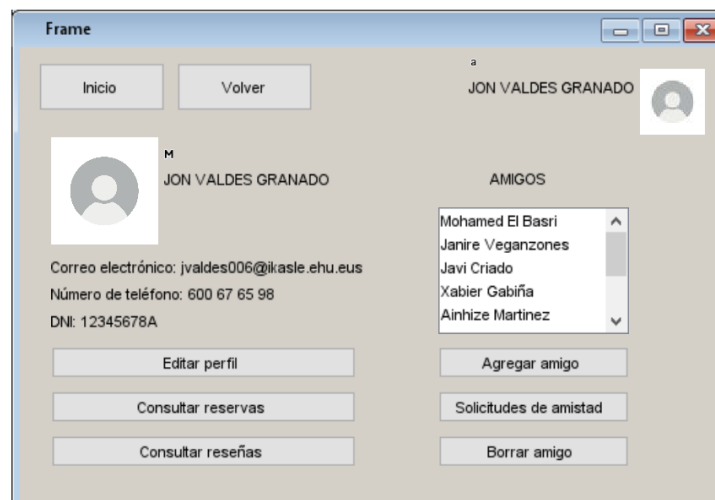 Frame
Inicio
Volver
a
JON VALDES GRANADO
M
JON VALDES GRANADO
AMIGOS
Mohamed El Basri
Janire Veganzones
Javi Criado
Xabier Gabiña
Ainhize Martinez
Correo electrónico: jvaldes006@ikasle.ehu.eus
Número de teléfono: 600 67 65 98
DNI: 12345678A
Editar perfil
Agregar amigo
Consultar reservas
Solicitudes de amistad
Consultar reseñas
Borrar amigo